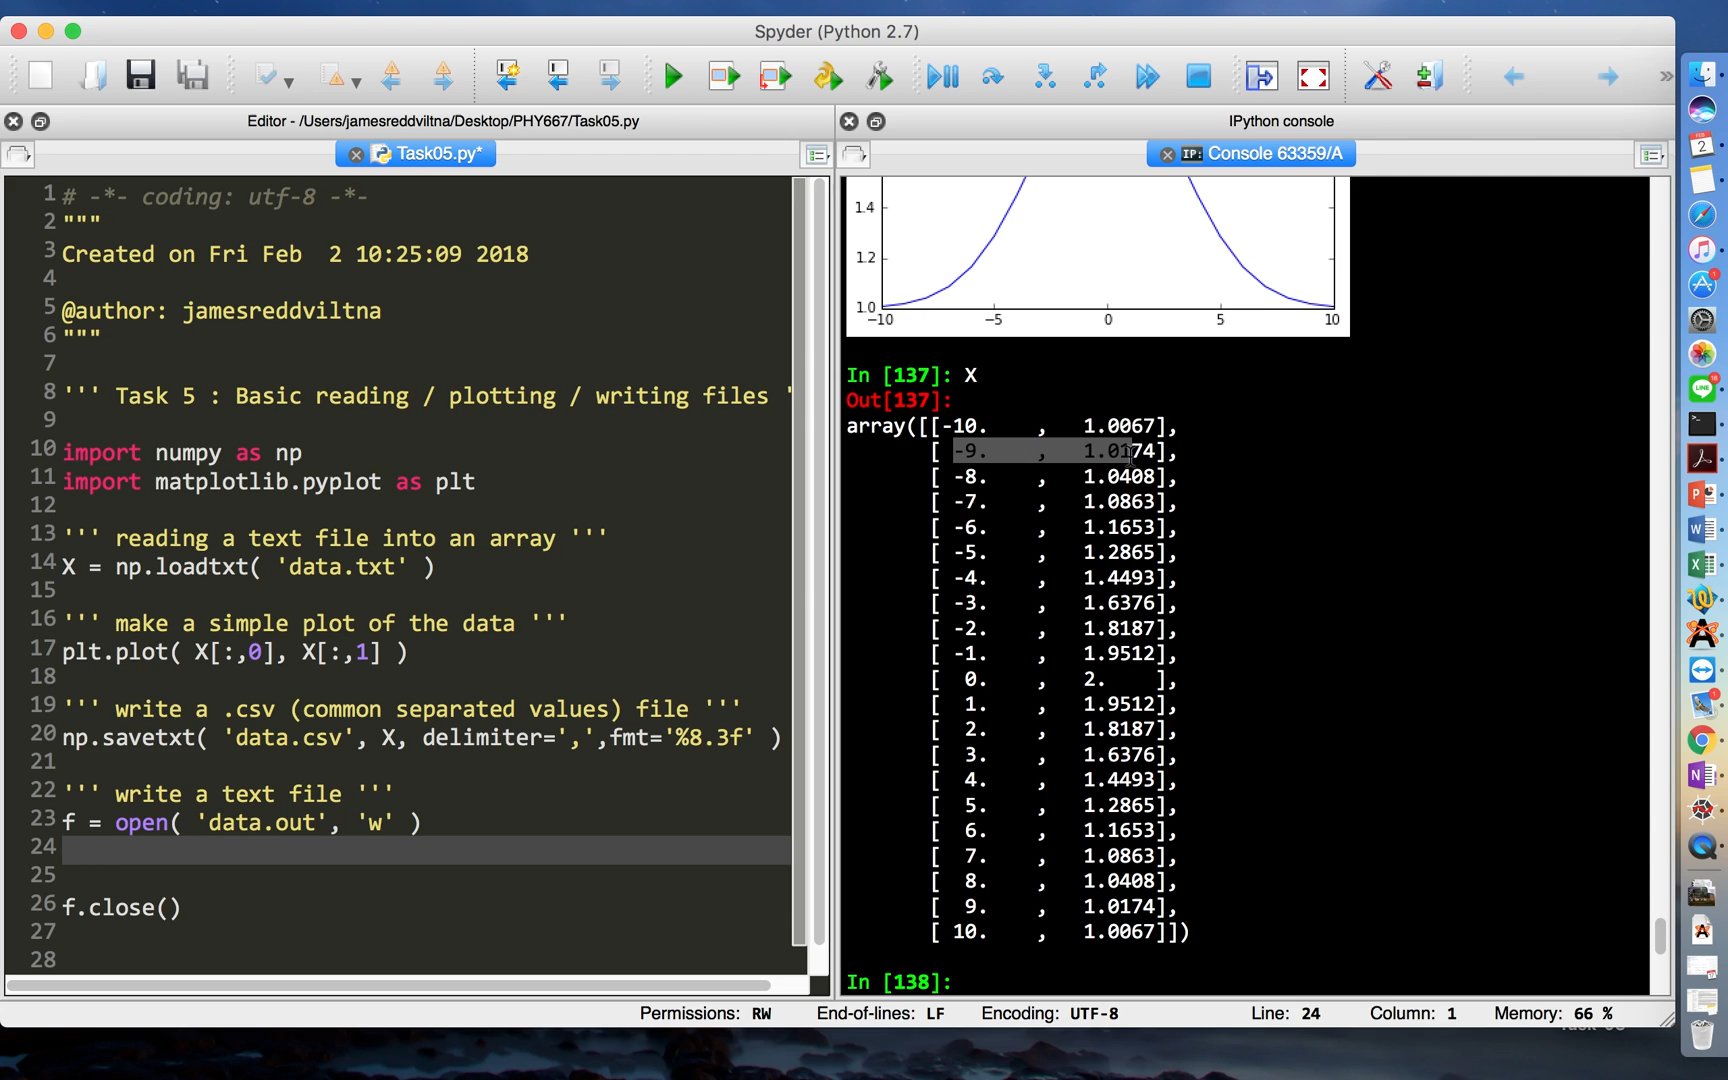 Spyder (Python 2.7)
Editor - /Users/jamesreddviltna/Desktop/PHY667/Task05.py
Task05.py*
1 # -*- coding: utf-8 -*-
2 """
3 Created on Fri Feb  2 10:25:09 2018
4
5 @author: jamesreddviltna
6 """
7
8 ''' Task 5 : Basic reading / plotting / writing files '
9
10 import numpy as np
11 import matplotlib.pyplot as plt
12
13 ''' reading a text file into an array '''
14 X = np.loadtxt( 'data.txt' )
15
16 ''' make a simple plot of the data '''
17 plt.plot( X[:,0], X[:,1] )
18
19 ''' write a .csv (common separated values) file '''
20 np.savetxt( 'data.csv', X, delimiter=',',fmt='%8.3f' )
21
22 ''' write a text file '''
23 f = open( 'data.out', 'w' )
24
25
26 f.close()
27
28
IPython console
IP: Console 63359/A
1.4
1.2
1.0
−10 −5 0 5 10
In [137]: X
Out[137]:
array([[-10.    ,   1.0067],
[ -9.    ,   1.0174],
[ -8.    ,   1.0408],
[ -7.    ,   1.0863],
[ -6.    ,   1.1653],
[ -5.    ,   1.2865],
[ -4.    ,   1.4493],
[ -3.    ,   1.6376],
[ -2.    ,   1.8187],
[ -1.    ,   1.9512],
[  0.    ,   2.    ],
[  1.    ,   1.9512],
[  2.    ,   1.8187],
[  3.    ,   1.6376],
[  4.    ,   1.4493],
[  5.    ,   1.2865],
[  6.    ,   1.1653],
[  7.    ,   1.0863],
[  8.    ,   1.0408],
[  9.    ,   1.0174],
[ 10.    ,   1.0067]])
In [138]:
Permissions: RW End-of-lines: LF Encoding: UTF-8 Line: 24 Column: 1 Memory: 66 %
FEB
2
LINE